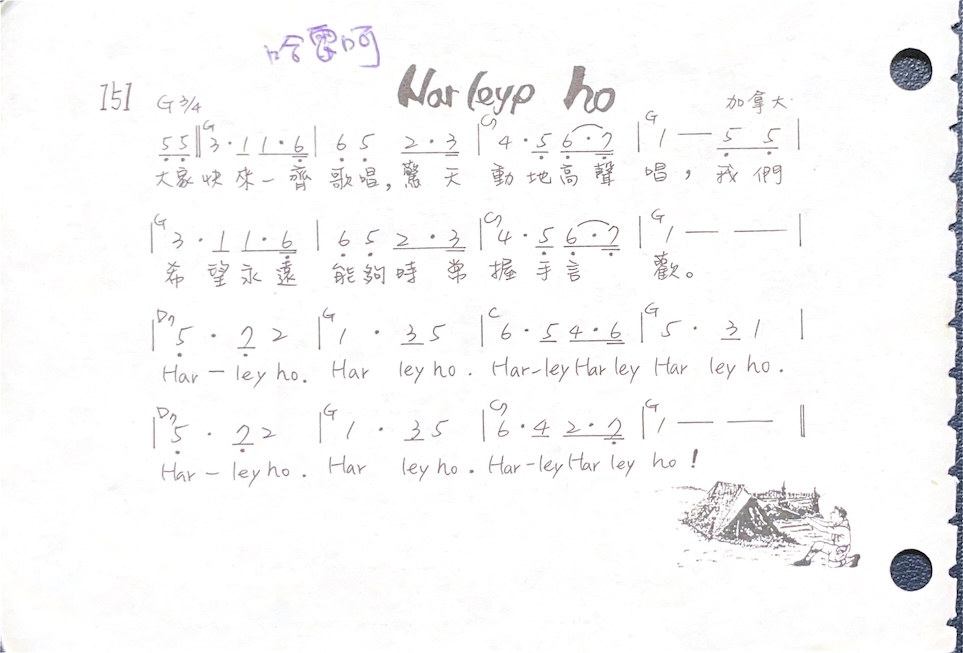 哈雷呵
151 G 3/4 Harleyp ho 加拿大
G C7 G
5 5 ‖ 3 · 1 1 · 6 | 6 5 2 · 3 | 4 · 5 6 · 7 | 1 — 5 5 |
大家快來一齊歌唱,驚天動地高聲唱,我們
G C7 G
| 3 · 1 1 · 6 | 6 5 2 · 3 | 4 · 5 6 · 7 | 1 — — |
希望永遠能夠時常握手言歡。
D7 G C G
| 5 · 7 2 | 1 · 3 5 | 6 · 5 4 · 6 | 5 · 3 1 |
Har - ley ho. Har ley ho. Har-ley Har ley Har ley ho.
D7 G C7 G
| 5 · 7 2 | 1 · 3 5 | 6 · 4 2 · 7 | 1 — — ‖
Har - ley ho. Har ley ho. Har-ley Har ley ho!